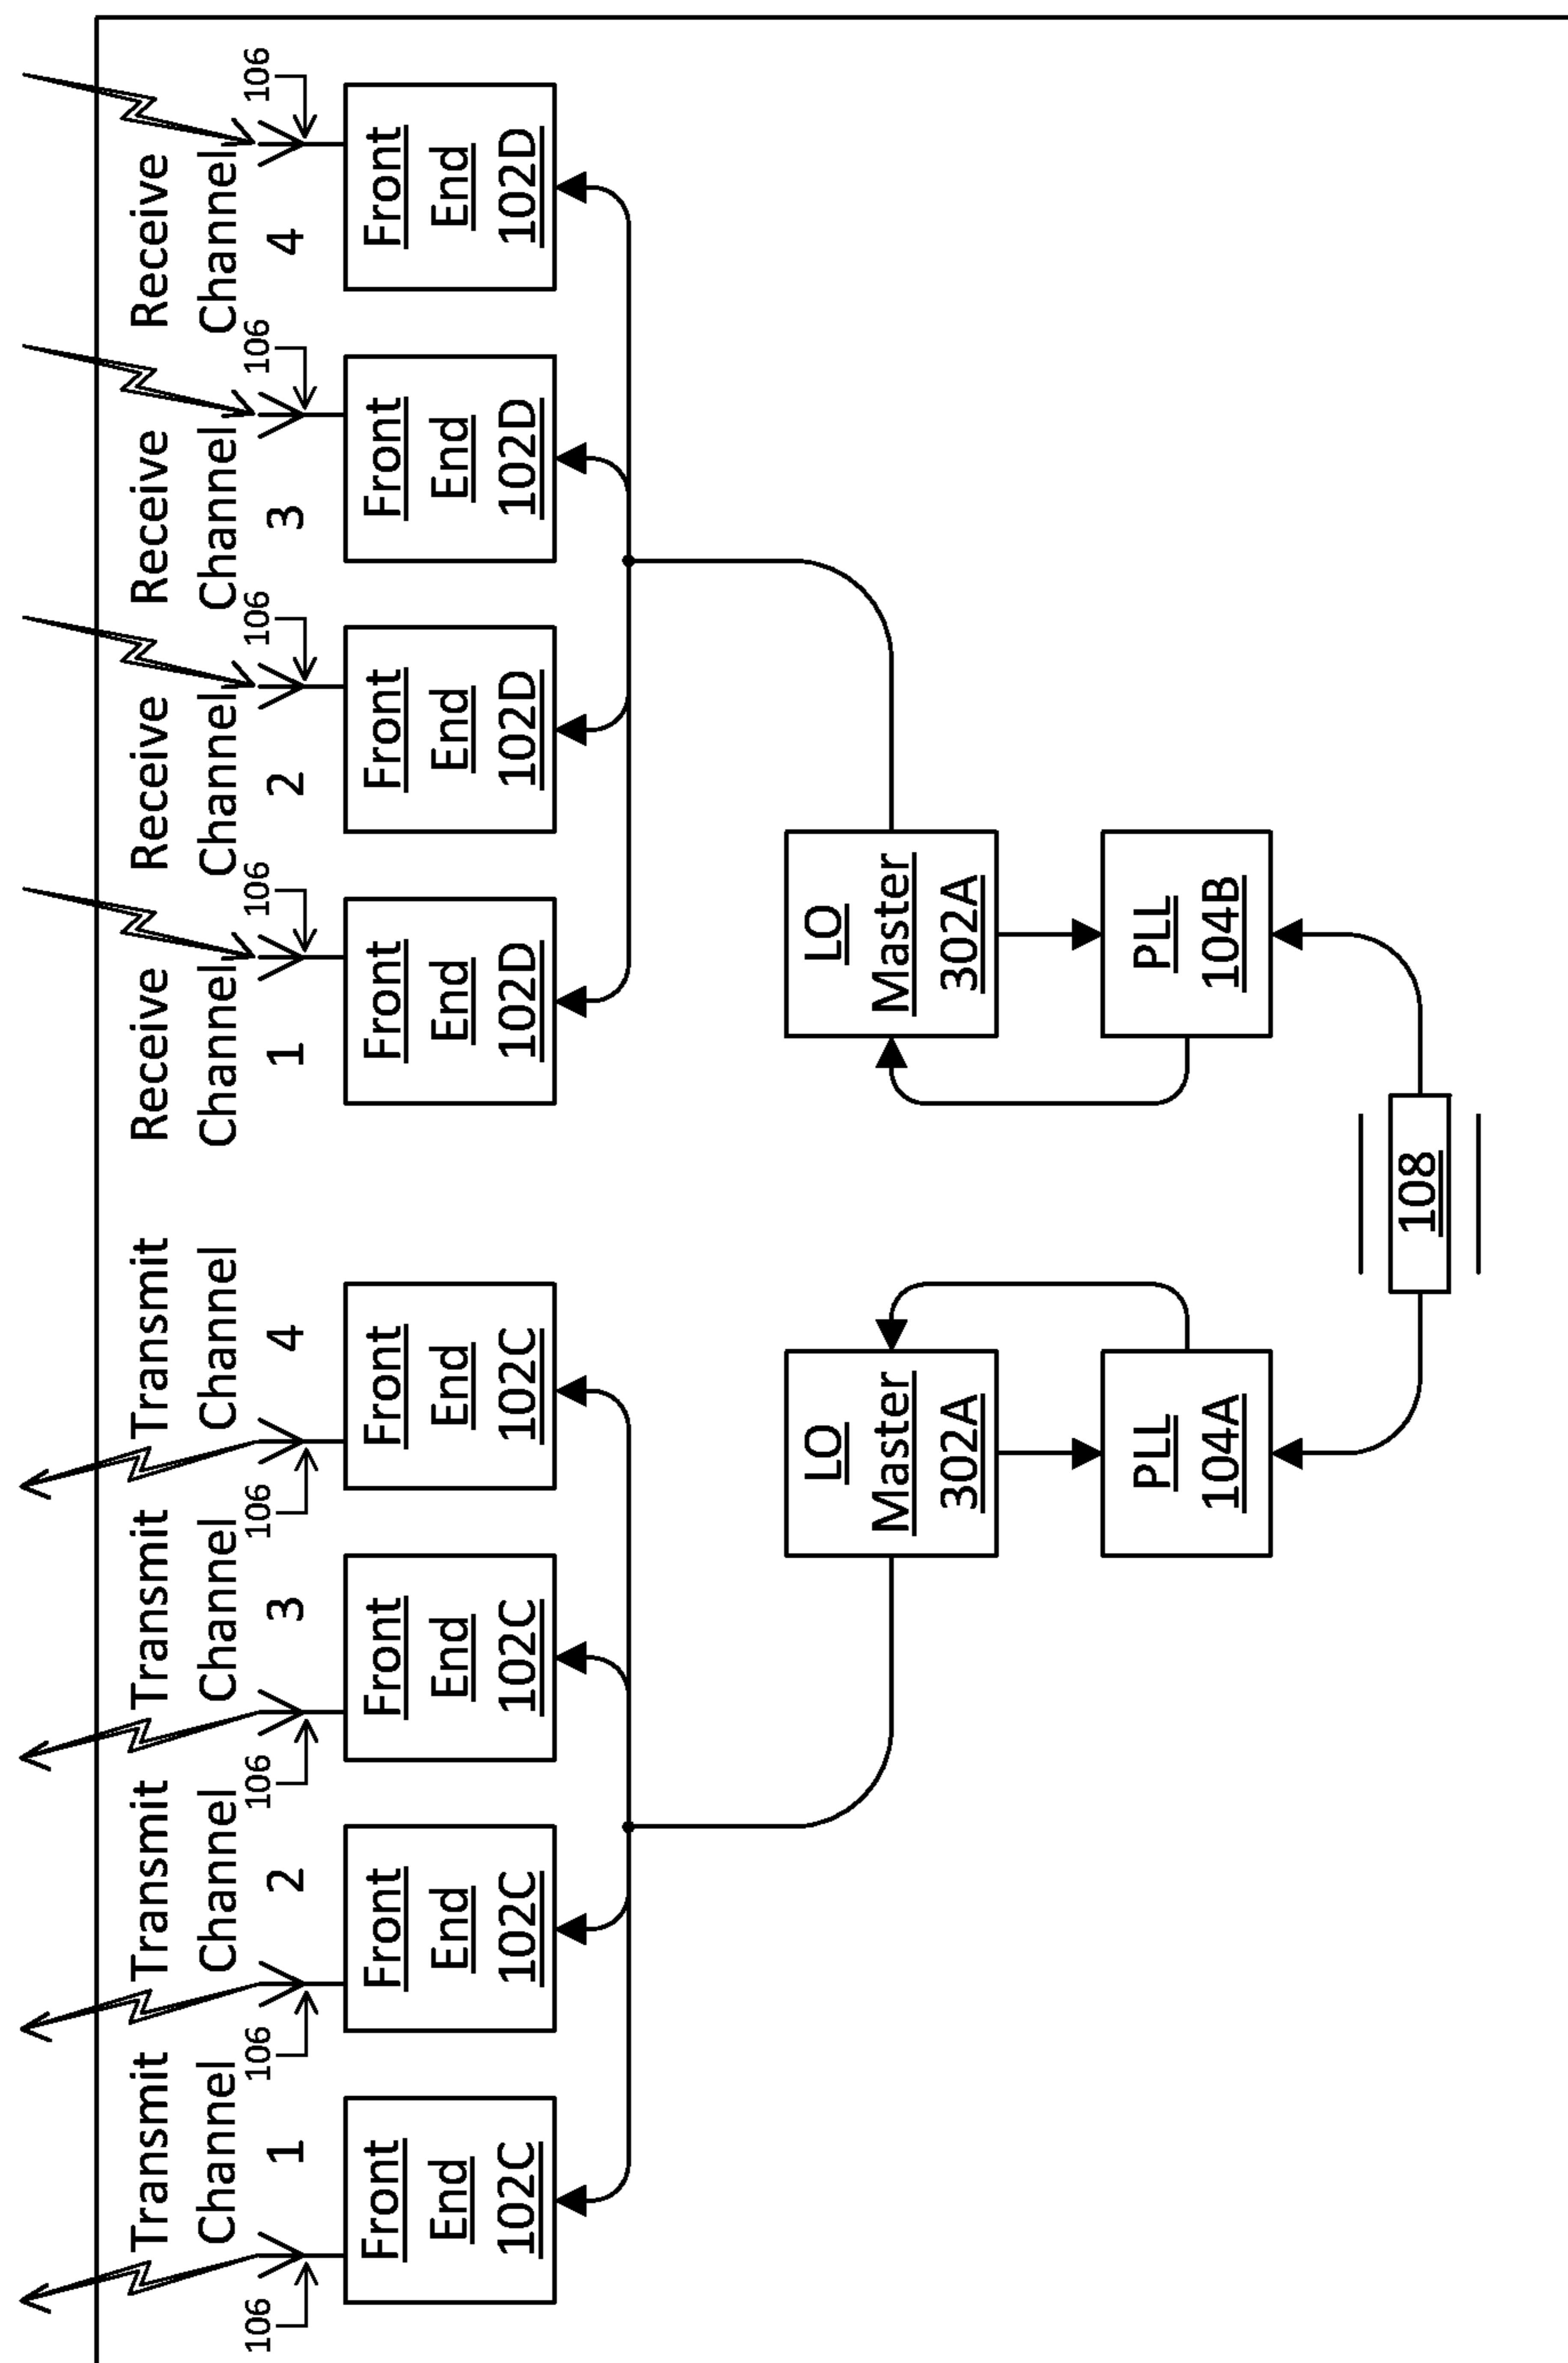 Transmit
Channel
1
106
Transmit
Channel
2
106
Transmit
Channel
3
106
Transmit
Channel
4
106
Receive
Channel
1
106
Receive
Channel
2
106
Receive
Channel
3
106
Receive
Channel
4
106
Front
End
102C
Front
End
102C
Front
End
102C
Front
End
102C
Front
End
102D
Front
End
102D
Front
End
102D
Front
End
102D
LO
Master
302A
LO
Master
302A
PLL
104A
PLL
104B
108